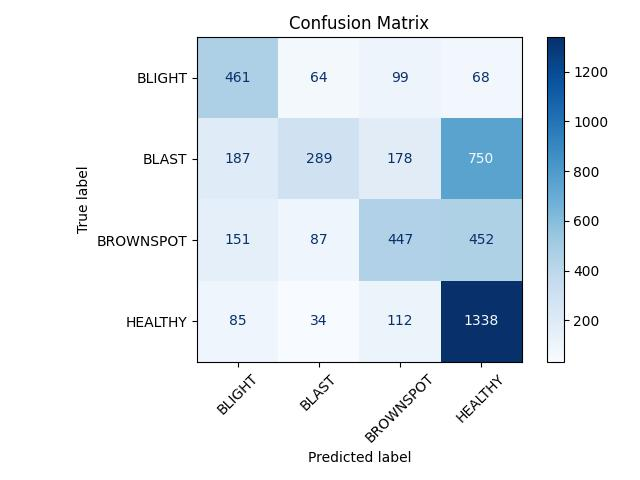 Confusion Matrix
BLIGHT 461 64 99 68
BLAST 187 289 178 750
BROWNSPOT 151 87 447 452
HEALTHY 85 34 112 1338
True label
BLIGHT BLAST BROWNSPOT HEALTHY
Predicted label
1200
1000
800
600
400
200